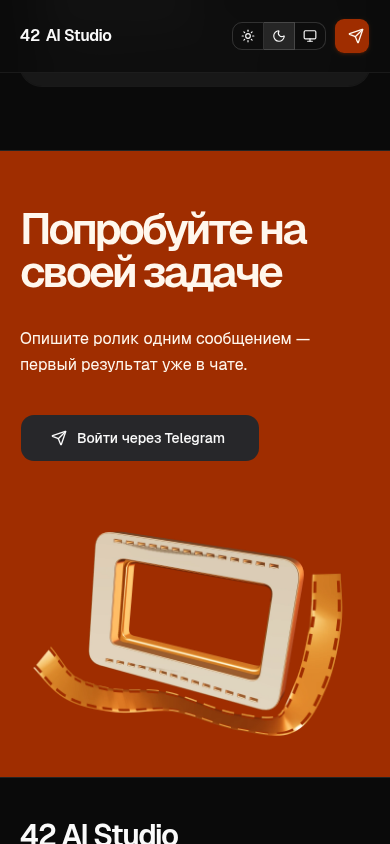 42 AI Studio
Попробуйте на
своей задаче
Опишите ролик одним сообщением —
первый результат уже в чате.
Войти через Telegram
42 AI Studio